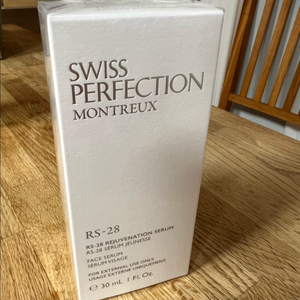 SWISS
PERFECTION
MONTREUX
RS-28
RS-28 REJUVENATION SERUM
RS-28 SÉRUM JEUNESSE
FACE SERUM
SÉRUM VISAGE
FOR EXTERNAL USE ONLY
USAGE EXTERNE UNIQUEMENT
e 30 mL 1 FL. Oz.